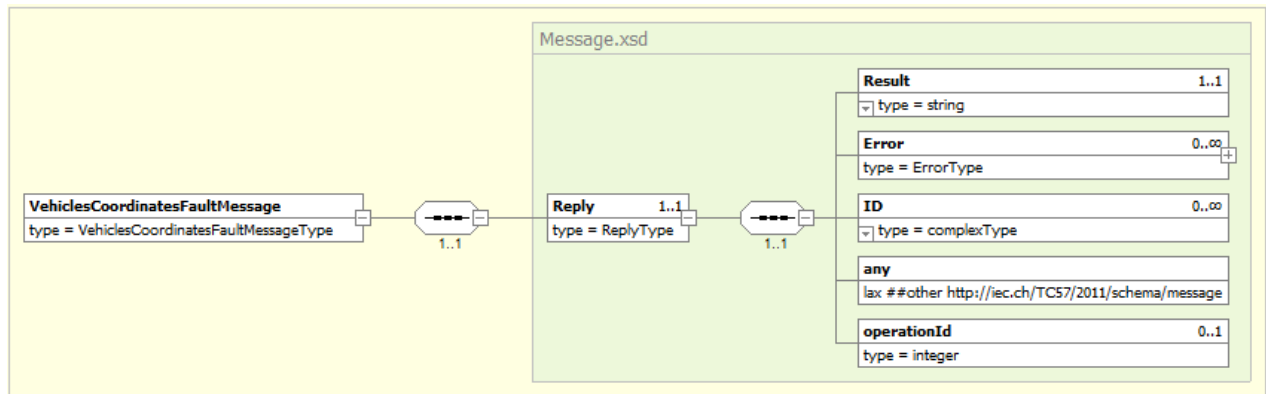 Message.xsd
Result 1..1
type = string
Error 0..∞
type = ErrorType
VehiclesCoordinatesFaultMessage
type = VehiclesCoordinatesFaultMessageType
1..1
Reply 1..1
type = ReplyType
1..1
ID 0..∞
type = complexType
any
lax ##other http://iec.ch/TC57/2011/schema/message
operationId 0..1
type = integer